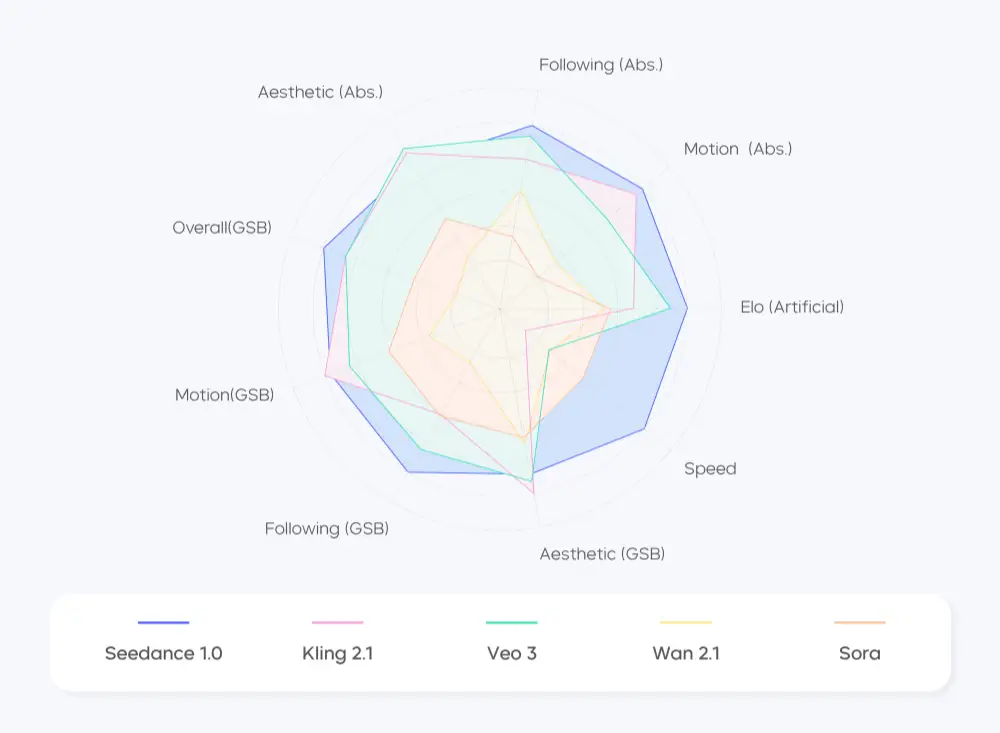 Following (Abs.)
Aesthetic (Abs.)
Motion  (Abs.)
Overall(GSB)
Elo (Artificial)
Motion(GSB)
Speed
Following (GSB)
Aesthetic (GSB)
Seedance 1.0
Kling 2.1
Veo 3
Wan 2.1
Sora